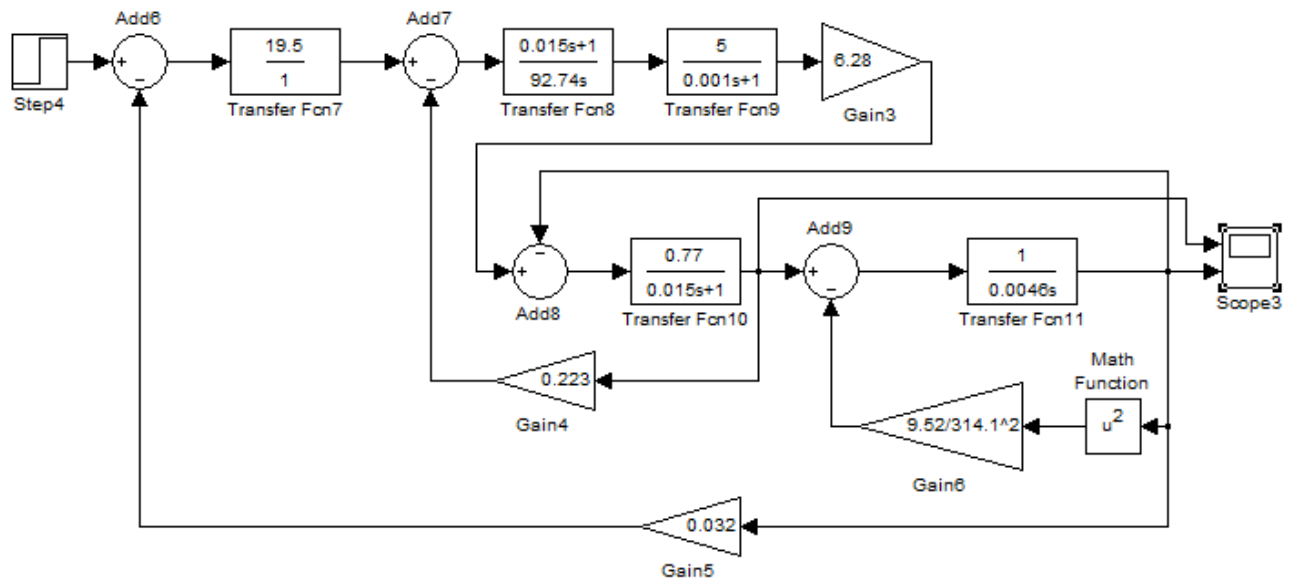 Step4
Add6
+
−
19.5
1
Transfer Fcn7
Add7
+
−
0.015s+1
92.74s
Transfer Fcn8
5
0.001s+1
Transfer Fcn9
6.28
Gain3
−
+
Add8
0.77
0.015s+1
Transfer Fcn10
Add9
+
−
1
0.0046s
Transfer Fcn11
Scope3
0.223
Gain4
9.52/314.1^2
Gain6
Math
Function
u²
0.032
Gain5